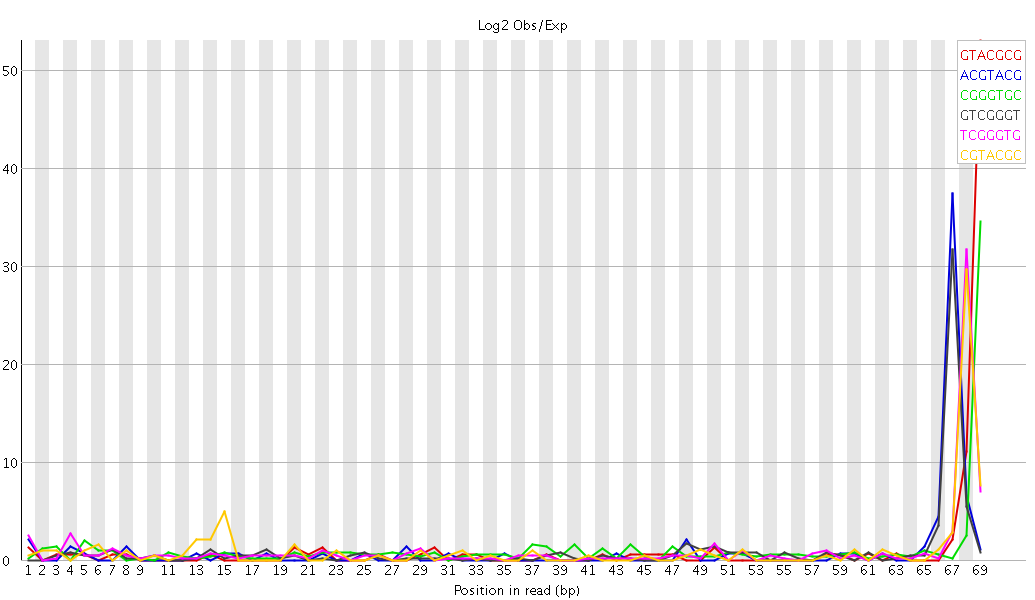 Log2 Obs/Exp
50
40
30
20
10
0
GTACGCG
ACGTACG
CGGGTGC
GTCGGGT
TCGGGTG
CGTACGC
1 2 3 4 5 6 7 8 9 11 13 15 17 19 21 23 25 27 29 31 33 35 37 39 41 43 45 47 49 51 53 55 57 59 61 63 65 67 69
Position in read (bp)